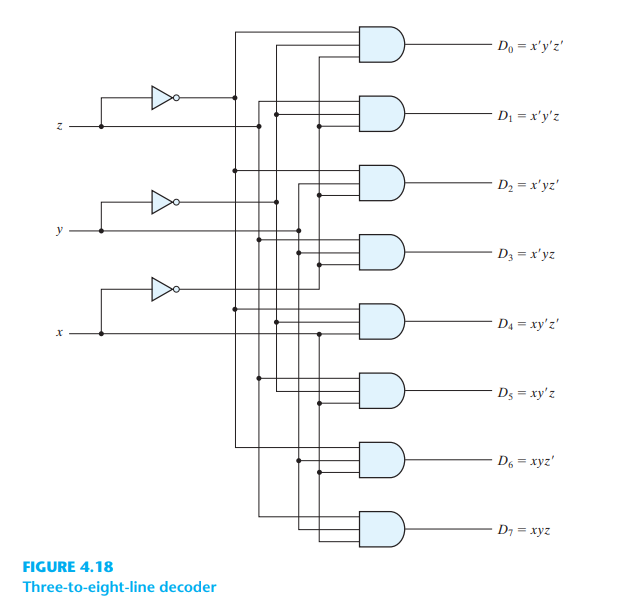 D₀ = x'y'z'
D₁ = x'y'z
z
D₂ = x'yz'
y
D₃ = x'yz
D₄ = xy'z'
x
D₅ = xy'z
D₆ = xyz'
D₇ = xyz
FIGURE 4.18
Three-to-eight-line decoder